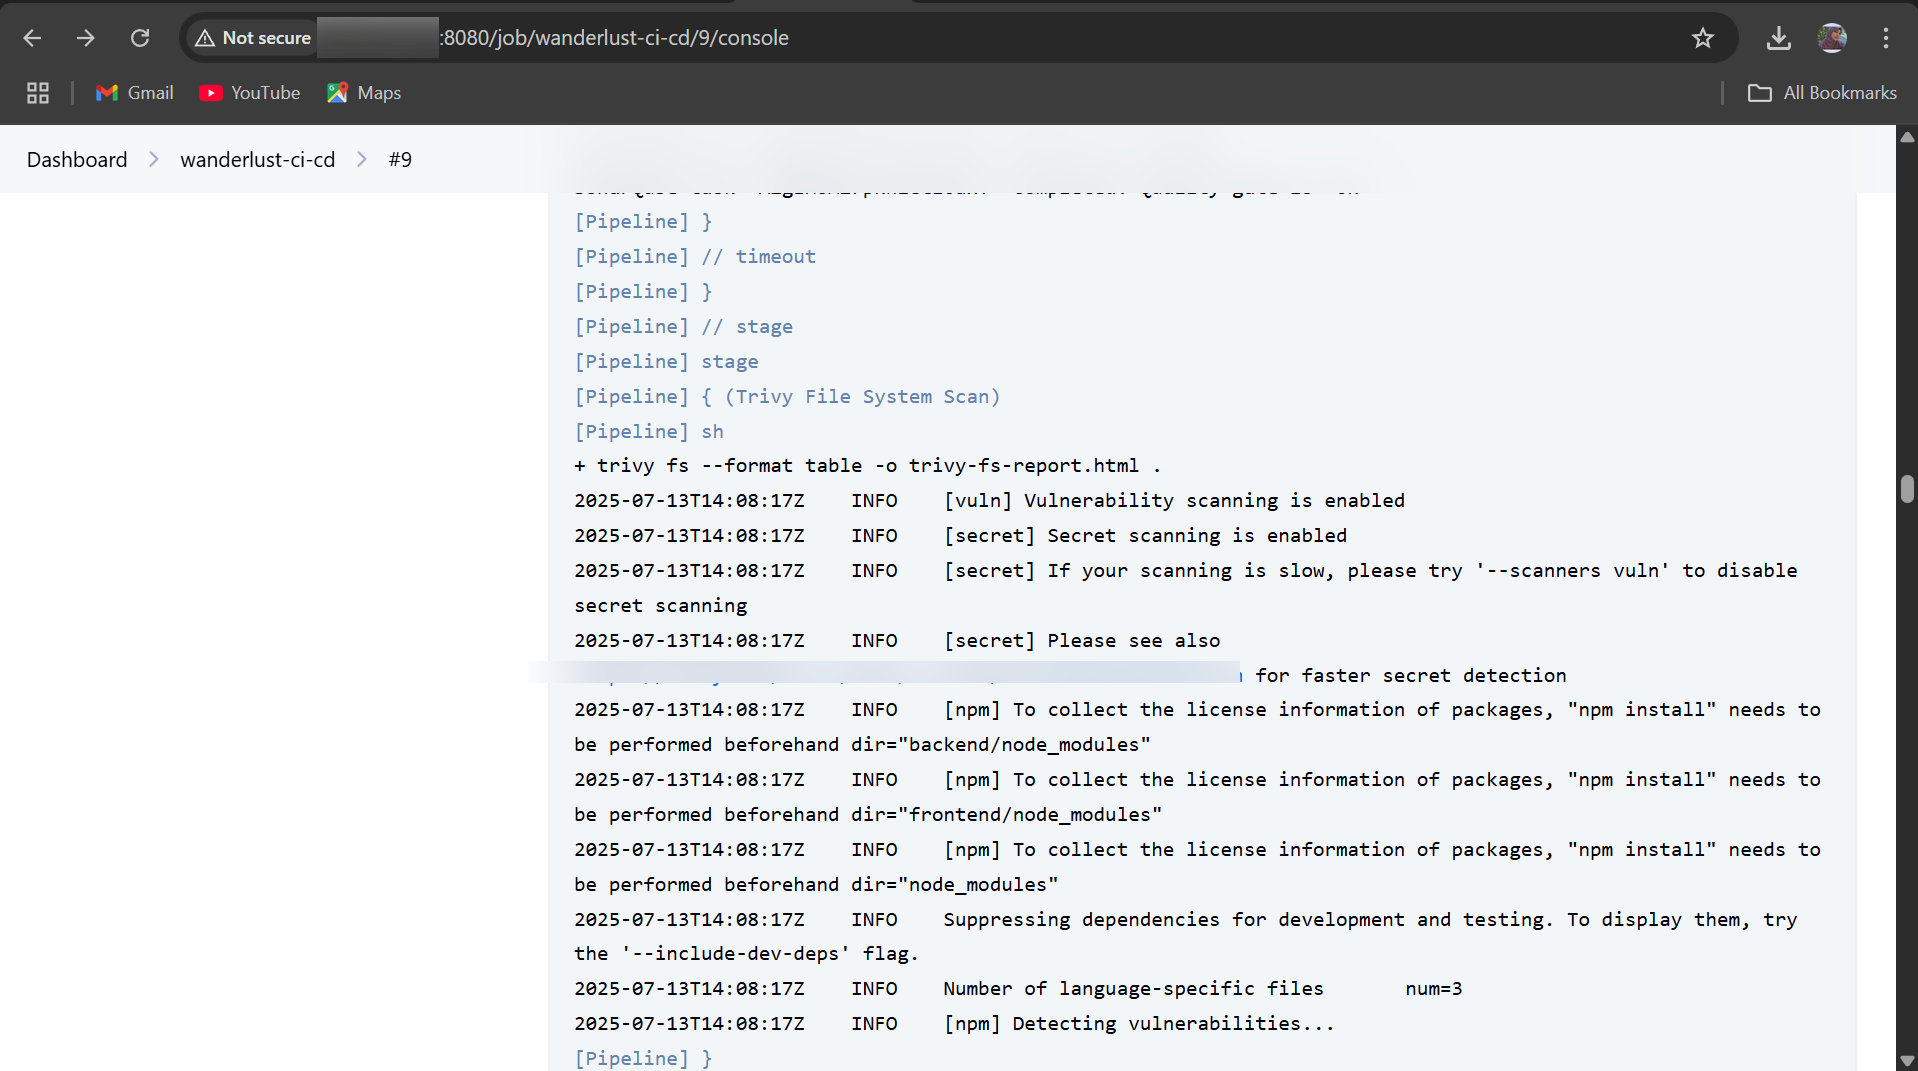 Not secure :8080/job/wanderlust-ci-cd/9/console
Gmail YouTube Maps All Bookmarks
Dashboard wanderlust-ci-cd #9
[Pipeline] }
[Pipeline] // timeout
[Pipeline] }
[Pipeline] // stage
[Pipeline] stage
[Pipeline] { (Trivy File System Scan)
[Pipeline] sh
+ trivy fs --format table -o trivy-fs-report.html .
2025-07-13T14:08:17Z INFO [vuln] Vulnerability scanning is enabled
2025-07-13T14:08:17Z INFO [secret] Secret scanning is enabled
2025-07-13T14:08:17Z INFO [secret] If your scanning is slow, please try '--scanners vuln' to disable
secret scanning
2025-07-13T14:08:17Z INFO [secret] Please see also
for faster secret detection
2025-07-13T14:08:17Z INFO [npm] To collect the license information of packages, "npm install" needs to
be performed beforehand dir="backend/node_modules"
2025-07-13T14:08:17Z INFO [npm] To collect the license information of packages, "npm install" needs to
be performed beforehand dir="frontend/node_modules"
2025-07-13T14:08:17Z INFO [npm] To collect the license information of packages, "npm install" needs to
be performed beforehand dir="node_modules"
2025-07-13T14:08:17Z INFO Suppressing dependencies for development and testing. To display them, try
the '--include-dev-deps' flag.
2025-07-13T14:08:17Z INFO Number of language-specific files num=3
2025-07-13T14:08:17Z INFO [npm] Detecting vulnerabilities...
[Pipeline] }